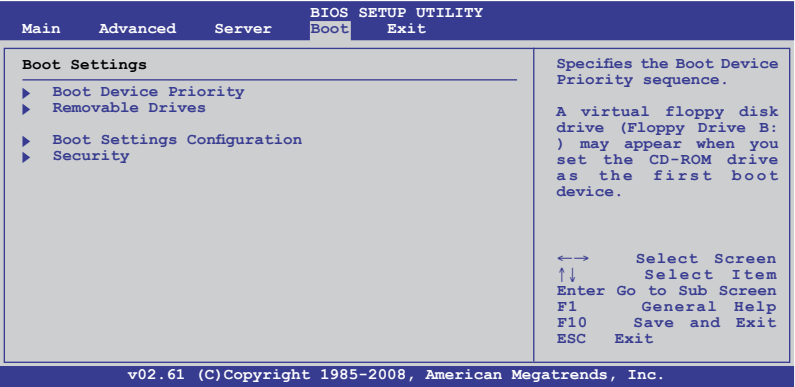 BIOS SETUP UTILITY
Main Advanced Server Boot Exit
Boot Settings
Boot Device Priority
Removable Drives
Boot Settings Configuration
Security
Specifies the Boot Device
Priority sequence.
A virtual floppy disk
drive (Floppy Drive B:
) may appear when you
set the CD-ROM drive
as the first boot
device.
←→ Select Screen
↑↓ Select Item
Enter Go to Sub Screen
F1 General Help
F10 Save and Exit
ESC Exit
v02.61 (C)Copyright 1985-2008, American Megatrends, Inc.